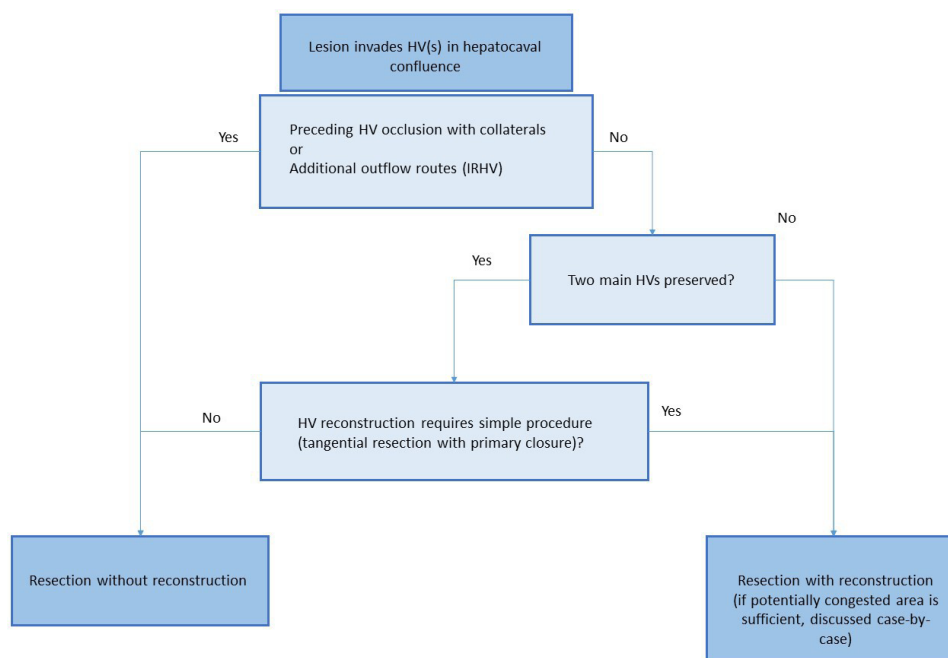 Lesion invades HV(s) in hepatocaval
confluence
Yes
Preceding HV occlusion with collaterals
or
Additional outflow routes (IRHV)
No
No
Yes
Two main HVs preserved?
No
HV reconstruction requires simple procedure
(tangential resection with primary closure)?
Yes
Resection without reconstruction
Resection with reconstruction
(if potentially congested area is
sufficient, discussed case-by-
case)